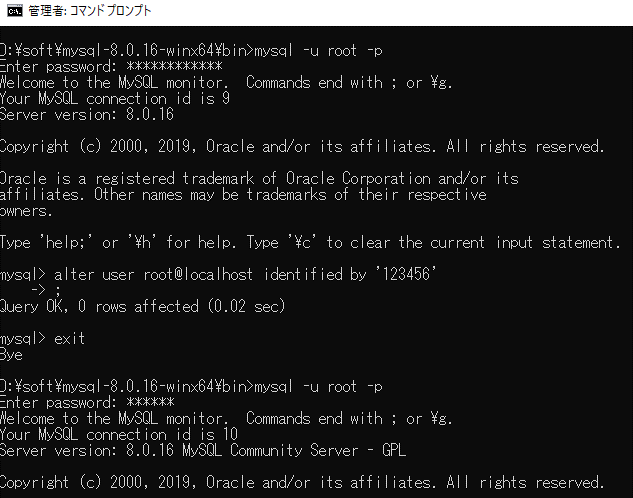 管理者: コマンド プロンプト
D:¥soft¥mysql-8.0.16-winx64¥bin>mysql -u root -p
Enter password: ************
Welcome to the MySQL monitor.  Commands end with ; or ¥g.
Your MySQL connection id is 9
Server version: 8.0.16
Copyright (c) 2000, 2019, Oracle and/or its affiliates. All rights reserved.
Oracle is a registered trademark of Oracle Corporation and/or its
affiliates. Other names may be trademarks of their respective
owners.
Type 'help;' or '¥h' for help. Type '¥c' to clear the current input statement.
mysql> alter user root@localhost identified by '123456'
    -> ;
Query OK, 0 rows affected (0.02 sec)
mysql> exit
Bye
D:¥soft¥mysql-8.0.16-winx64¥bin>mysql -u root -p
Enter password: ******
Welcome to the MySQL monitor.  Commands end with ; or ¥g.
Your MySQL connection id is 10
Server version: 8.0.16 MySQL Community Server - GPL
Copyright (c) 2000, 2019, Oracle and/or its affiliates. All rights reserved.